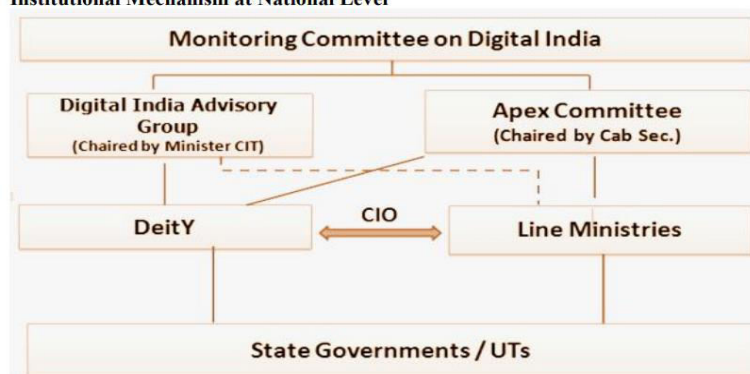 Institutional Mechanism at National Level
Monitoring Committee on Digital India
Digital India Advisory
Group
(Chaired by Minister CIT)
Apex Committee
(Chaired by Cab Sec.)
DeitY
CIO
Line Ministries
State Governments / UTs